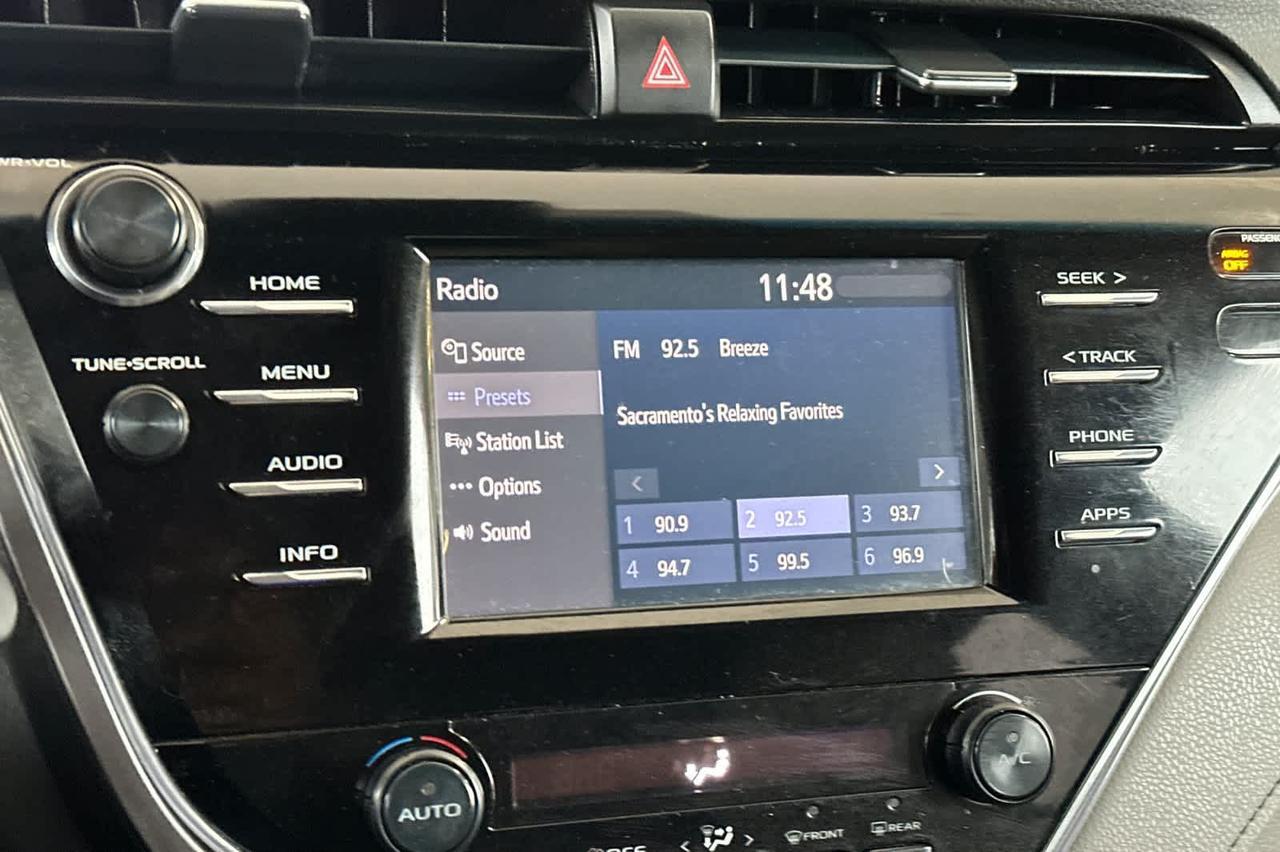 WR•VOL
HOME
TUNE•SCROLL
MENU
AUDIO
INFO
Radio 11:48
Source
Presets
Station List
Options
Sound
FM 92.5 Breeze
Sacramento's Relaxing Favorites
< >
1 90.9 2 92.5 3 93.7
4 94.7 5 99.5 6 96.9
SEEK >
< TRACK
PHONE
APPS
AIRBAG
OFF
AUTO
A/C
< >
FRONT
REAR